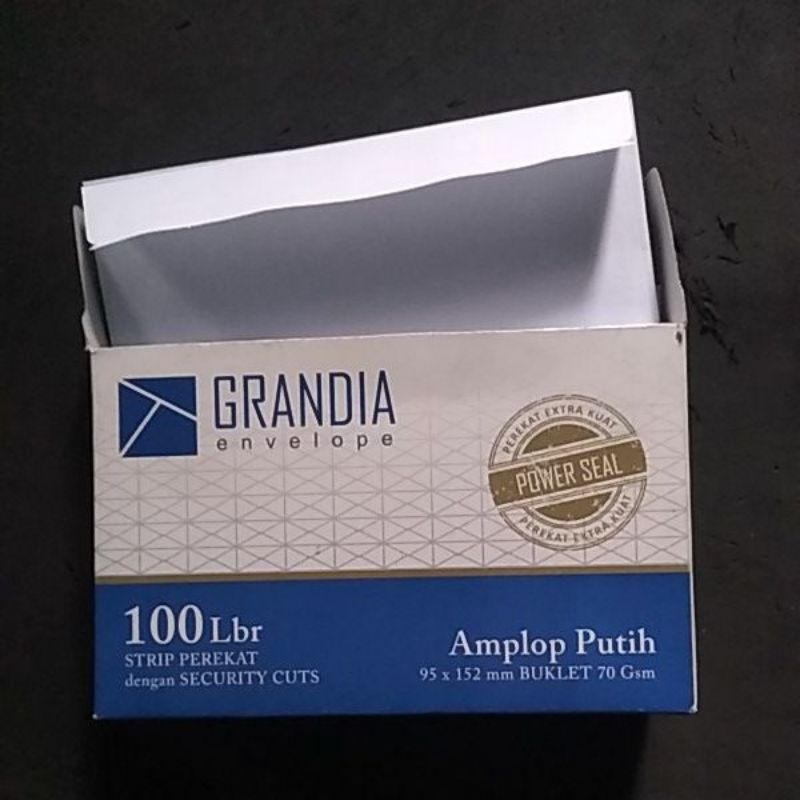 GRANDIA
envelope
PEREKAT EXTRA KUAT
POWER SEAL
PEREKAT EXTRA KUAT
100 Lbr
STRIP PEREKAT
dengan SECURITY CUTS
Amplop Putih
95 x 152 mm BUKLET 70 Gsm